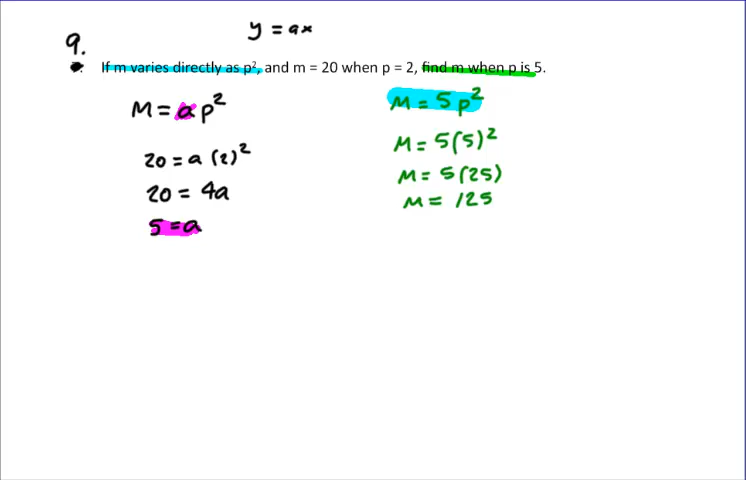 y = ax
9.
If m varies directly as p², and m = 20 when p = 2, find m when p is 5.
M = a p²
20 = a (2)²
20 = 4a
5 = a
M = 5 p²
M = 5(5)²
M = 5(25)
M = 125